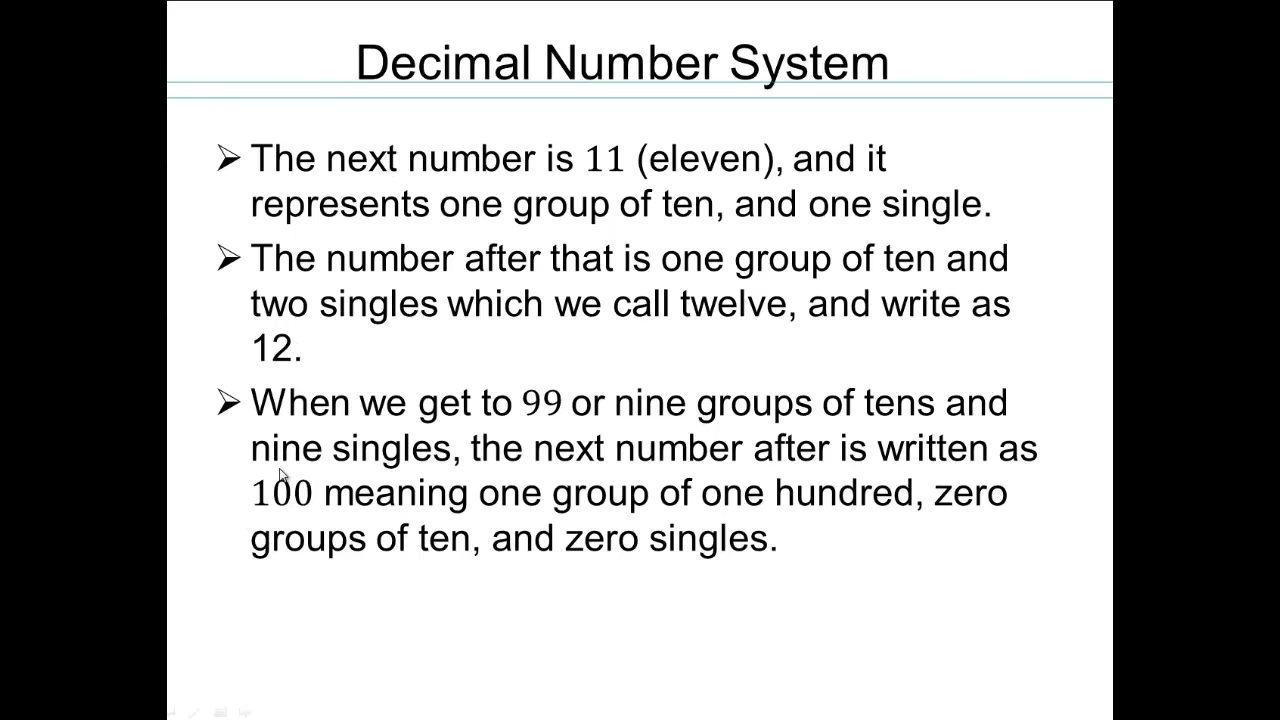 Decimal Number System
➢ The next number is 11 (eleven), and it
represents one group of ten, and one single.
➢ The number after that is one group of ten and
two singles which we call twelve, and write as
12.
➢ When we get to 99 or nine groups of tens and
nine singles, the next number after is written as
100 meaning one group of one hundred, zero
groups of ten, and zero singles.